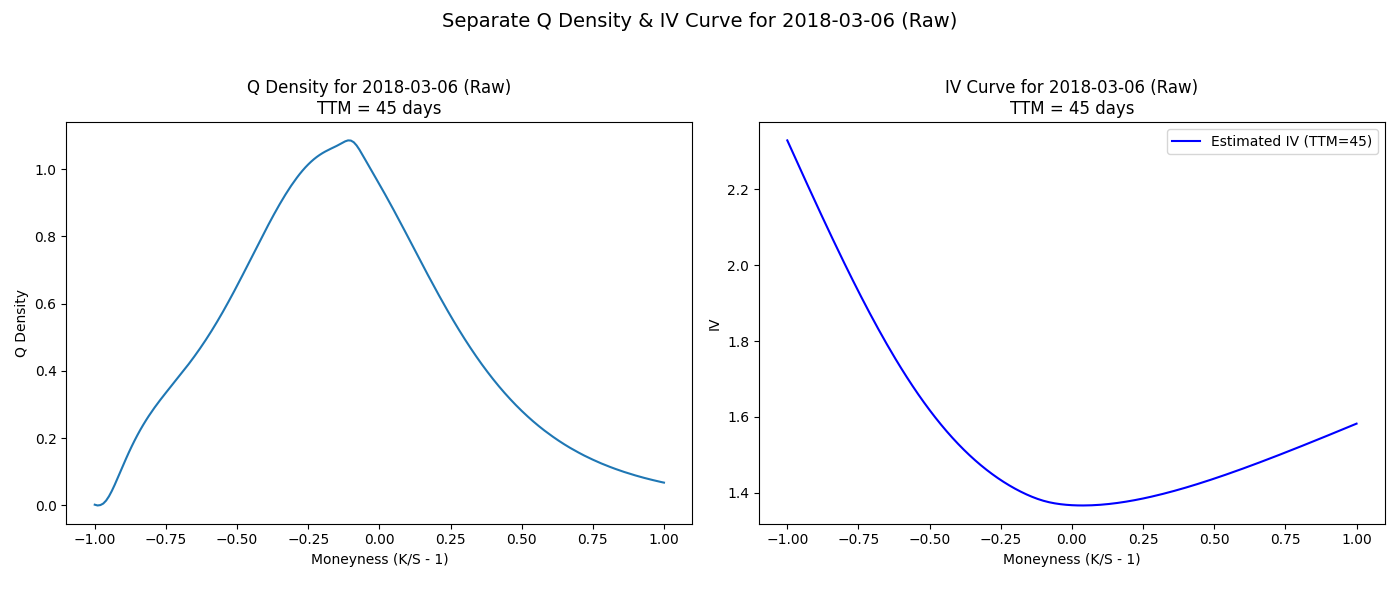 Separate Q Density & IV Curve for 2018-03-06 (Raw)
Q Density for 2018-03-06 (Raw)
TTM = 45 days
Q Density
1.0
0.8
0.6
0.4
0.2
0.0
−1.00 −0.75 −0.50 −0.25 0.00 0.25 0.50 0.75 1.00
Moneyness (K/S - 1)
IV Curve for 2018-03-06 (Raw)
TTM = 45 days
Estimated IV (TTM=45)
IV
2.2
2.0
1.8
1.6
1.4
−1.00 −0.75 −0.50 −0.25 0.00 0.25 0.50 0.75 1.00
Moneyness (K/S - 1)